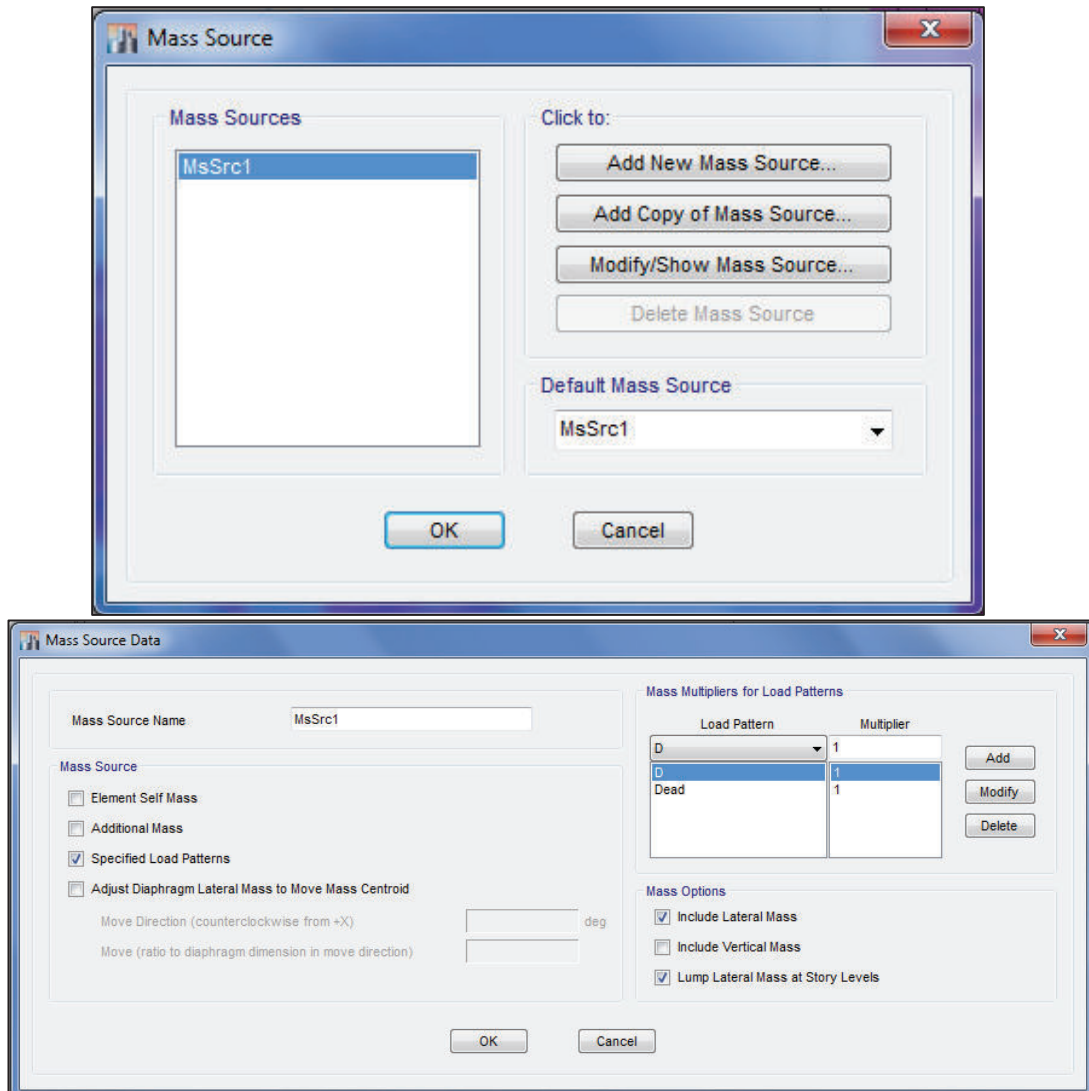 Mass Source
X
Mass Sources
MsSrc1
Click to:
Add New Mass Source...
Add Copy of Mass Source...
Modify/Show Mass Source...
Delete Mass Source
Default Mass Source
MsSrc1
OK
Cancel
Mass Source Data
X
Mass Source Name
MsSrc1
Mass Source
Element Self Mass
Additional Mass
Specified Load Patterns
Adjust Diaphragm Lateral Mass to Move Mass Centroid
Move Direction (counterclockwise from +X)
deg
Move (ratio to diaphragm dimension in move direction)
Mass Multipliers for Load Patterns
Load Pattern
Multiplier
D
1
D
1
Dead
1
Add
Modify
Delete
Mass Options
Include Lateral Mass
Include Vertical Mass
Lump Lateral Mass at Story Levels
OK
Cancel